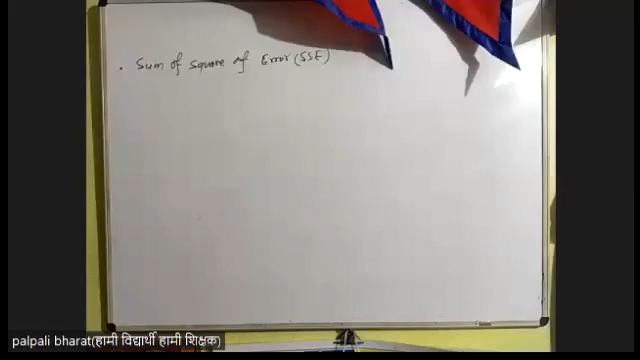 . Sum of square of Error (SSE)
palpali bharat(हामी विद्यार्थी हामी शिक्षक)